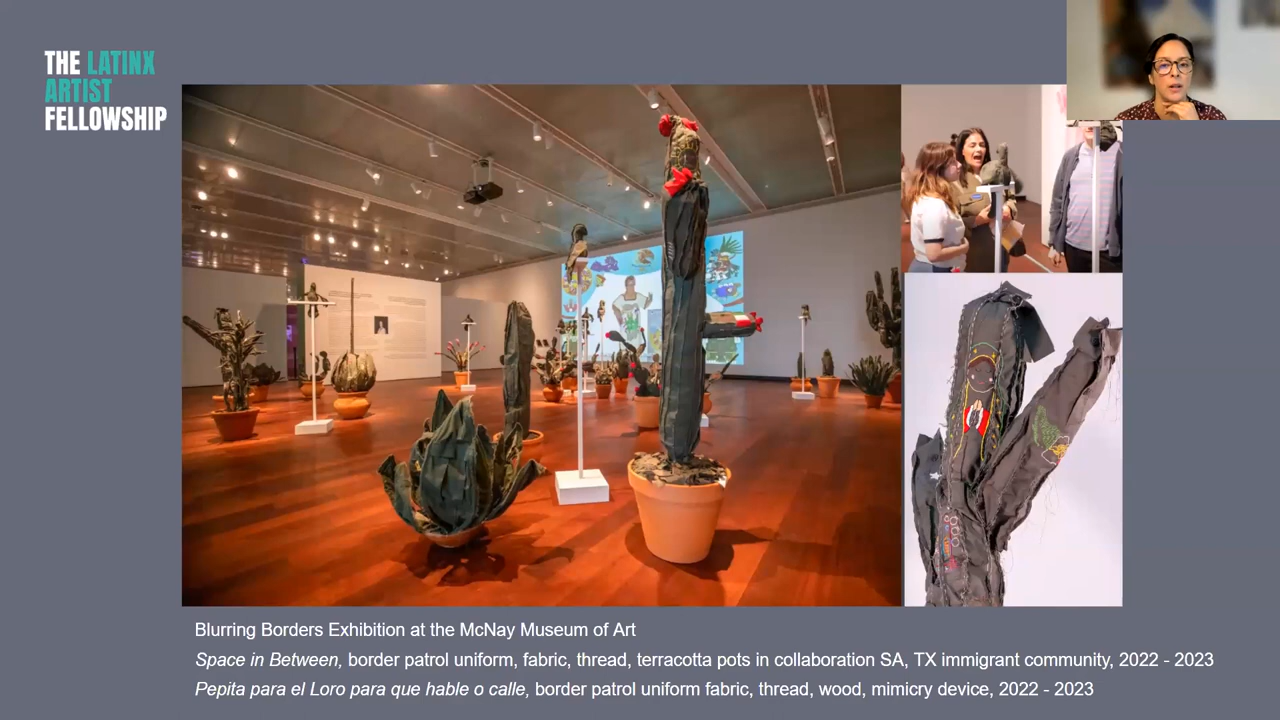 THE LATINX
ARTIST
FELLOWSHIP
Blurring Borders Exhibition at the McNay Museum of Art
Space in Between, border patrol uniform, fabric, thread, terracotta pots in collaboration SA, TX immigrant community, 2022 - 2023
Pepita para el Loro para que hable o calle, border patrol uniform fabric, thread, wood, mimicry device, 2022 - 2023